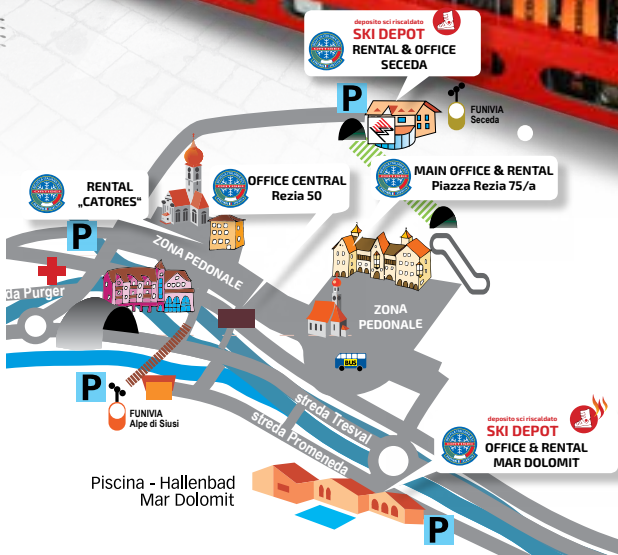 deposito sci riscaldato
SKI DEPOT
RENTAL & OFFICE
SECEDA
P
FUNIVIA
Seceda
RENTAL
„CATORES“
OFFICE CENTRAL
Rezia 50
MAIN OFFICE & RENTAL
Piazza Rezia 75/a
P
ZONA PEDONALE
da Purger
ZONA
PEDONALE
BUS
P
FUNIVIA
Alpe di Siusi
streda Tresval
streda Promeneda
deposito sci riscaldato
SKI DEPOT
OFFICE & RENTAL
MAR DOLOMIT
Piscina - Hallenbad
Mar Dolomit
P